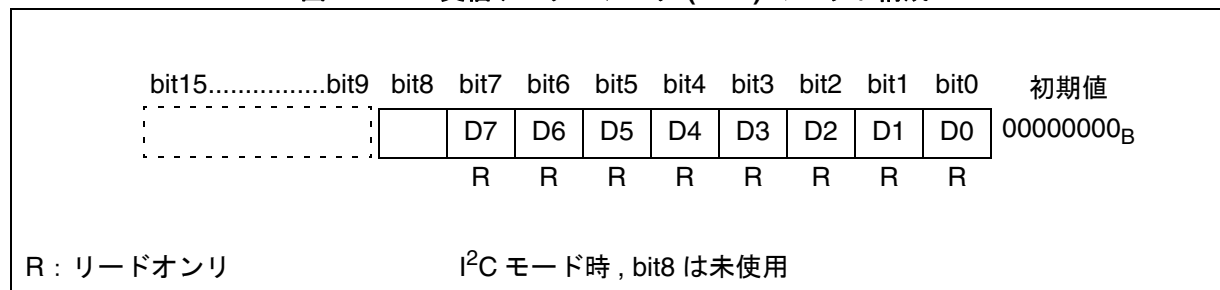 bit15................bit9 bit8 bit7 bit6 bit5 bit4 bit3 bit2 bit1 bit0 初期値
D7 D6 D5 D4 D3 D2 D1 D0 00000000B
R R R R R R R R
R : リードオンリ I2C モード時 , bit8 は未使用